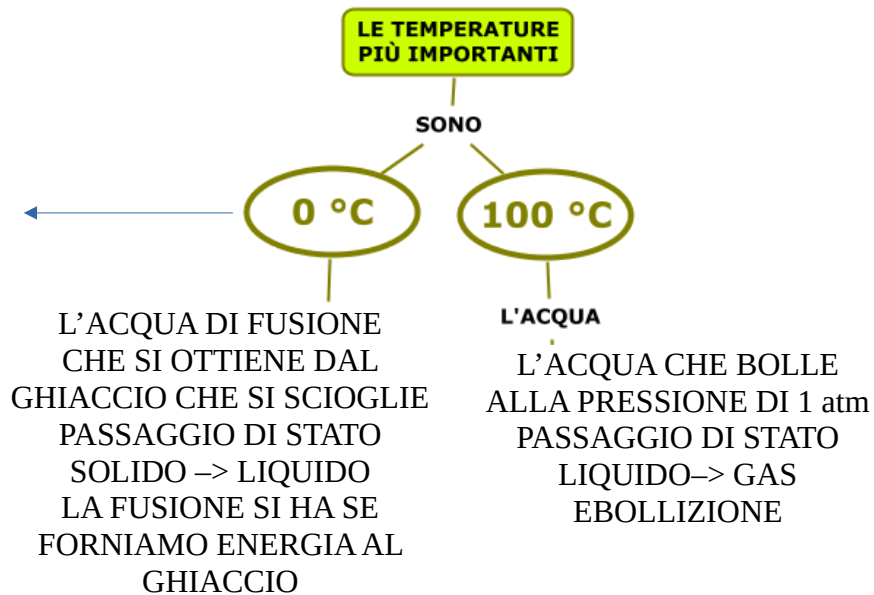 LE TEMPERATURE
PIÙ IMPORTANTI
SONO
0 °C
100 °C
L’ACQUA DI FUSIONE
CHE SI OTTIENE DAL
GHIACCIO CHE SI SCIOGLIE
PASSAGGIO DI STATO
SOLIDO –> LIQUIDO
LA FUSIONE SI HA SE
FORNIAMO ENERGIA AL
GHIACCIO
L'ACQUA
L’ACQUA CHE BOLLE
ALLA PRESSIONE DI 1 atm
PASSAGGIO DI STATO
LIQUIDO–> GAS
EBOLLIZIONE